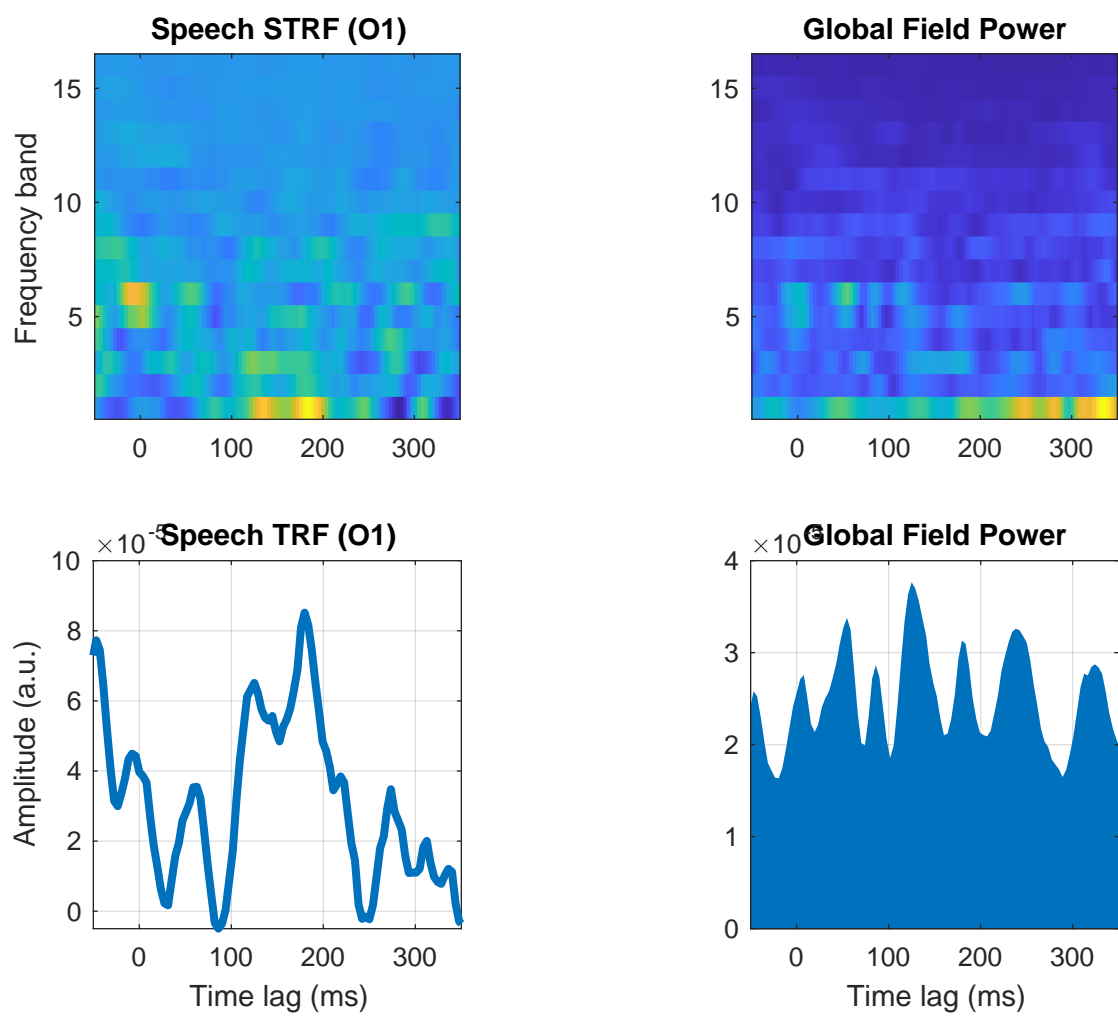 Speech STRF (O1)
Frequency band
15
10
5
0 100 200 300
Global Field Power
15
10
5
0 100 200 300
Speech TRF (O1)
×10-5
Amplitude (a.u.)
10
8
6
4
2
0
0 100 200 300
Time lag (ms)
Global Field Power
×10-5
4
3
2
1
0
0 100 200 300
Time lag (ms)